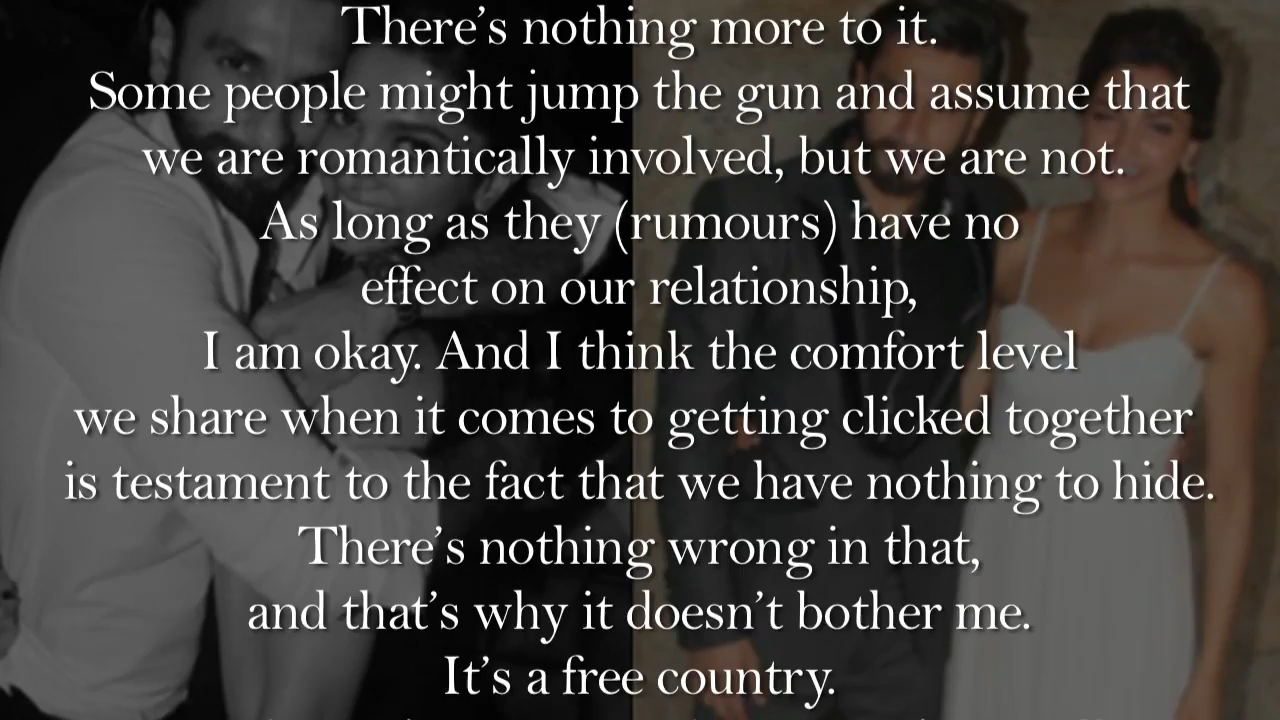 There’s nothing more to it.
Some people might jump the gun and assume that
we are romantically involved, but we are not.
As long as they (rumours) have no
effect on our relationship,
I am okay. And I think the comfort level
we share when it comes to getting clicked together
is testament to the fact that we have nothing to hide.
There’s nothing wrong in that,
and that’s why it doesn’t bother me.
It’s a free country.